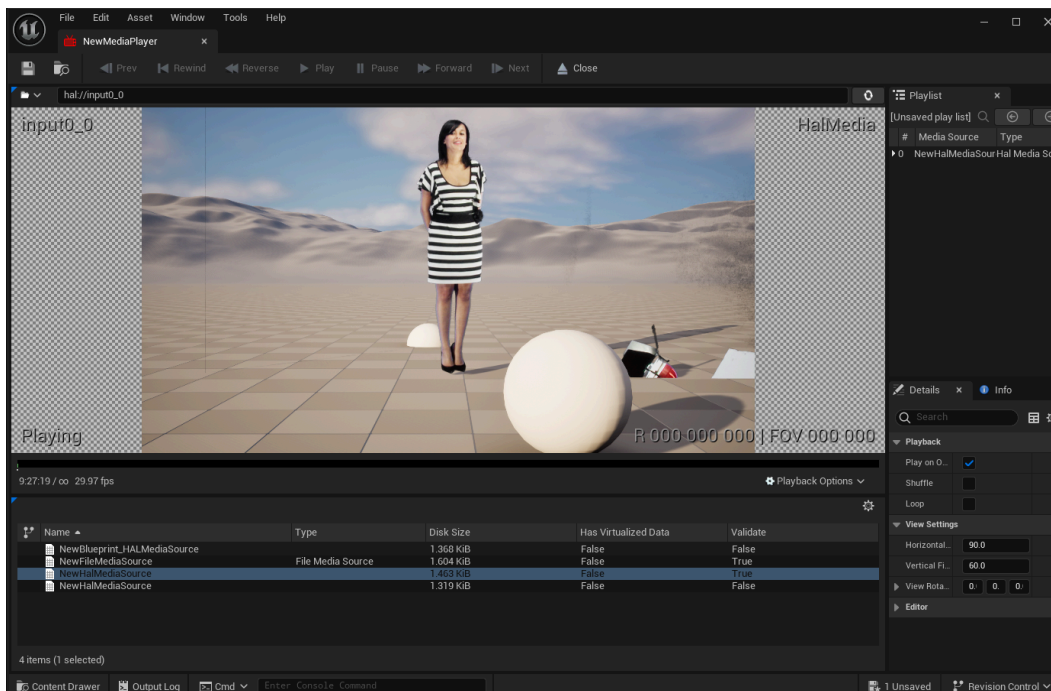 File Edit Asset Window Tools Help
NewMediaPlayer
Prev Rewind Reverse Play Pause Forward Next Close
hal://input0_0
input0_0 HalMedia
Playing R 000 000 000 | FOV 000 000
9:27:19 / ∞ 29.97 fps Playback Options
Name Type Disk Size Has Virtualized Data Validate
NewBlueprint_HALMediaSource 1.368 KiB False False
NewFileMediaSource File Media Source 1.604 KiB False True
NewHalMediaSource 1.463 KiB False True
NewHalMediaSource 1.319 KiB False False
4 items (1 selected)
Playlist
[Unsaved play list]
# Media Source Type
0 NewHalMediaSour Hal Media So
Details Info
Search
Playback
Play on O...
Shuffle
Loop
View Settings
Horizontal... 90.0
Vertical Fi... 60.0
View Rota... 0. 0. 0.
Editor
Content Drawer Output Log Cmd Enter Console Command 1 Unsaved Revision Control